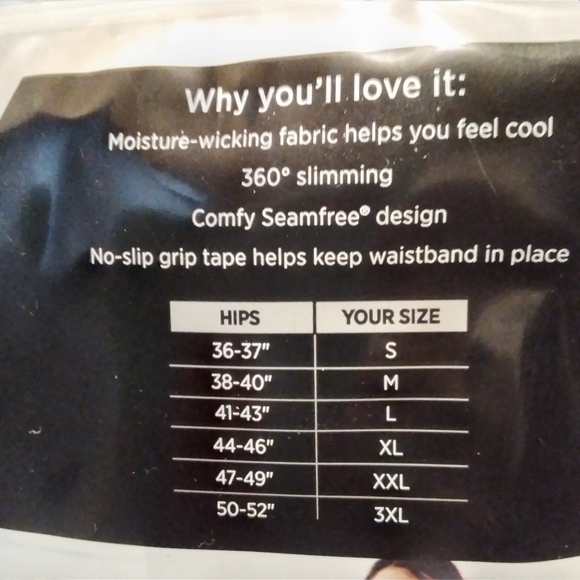 Why you'll love it:
Moisture-wicking fabric helps you feel cool
360° slimming
Comfy Seamfree® design
No-slip grip tape helps keep waistband in place
HIPS YOUR SIZE
36-37" S
38-40" M
41-43" L
44-46" XL
47-49" XXL
50-52" 3XL